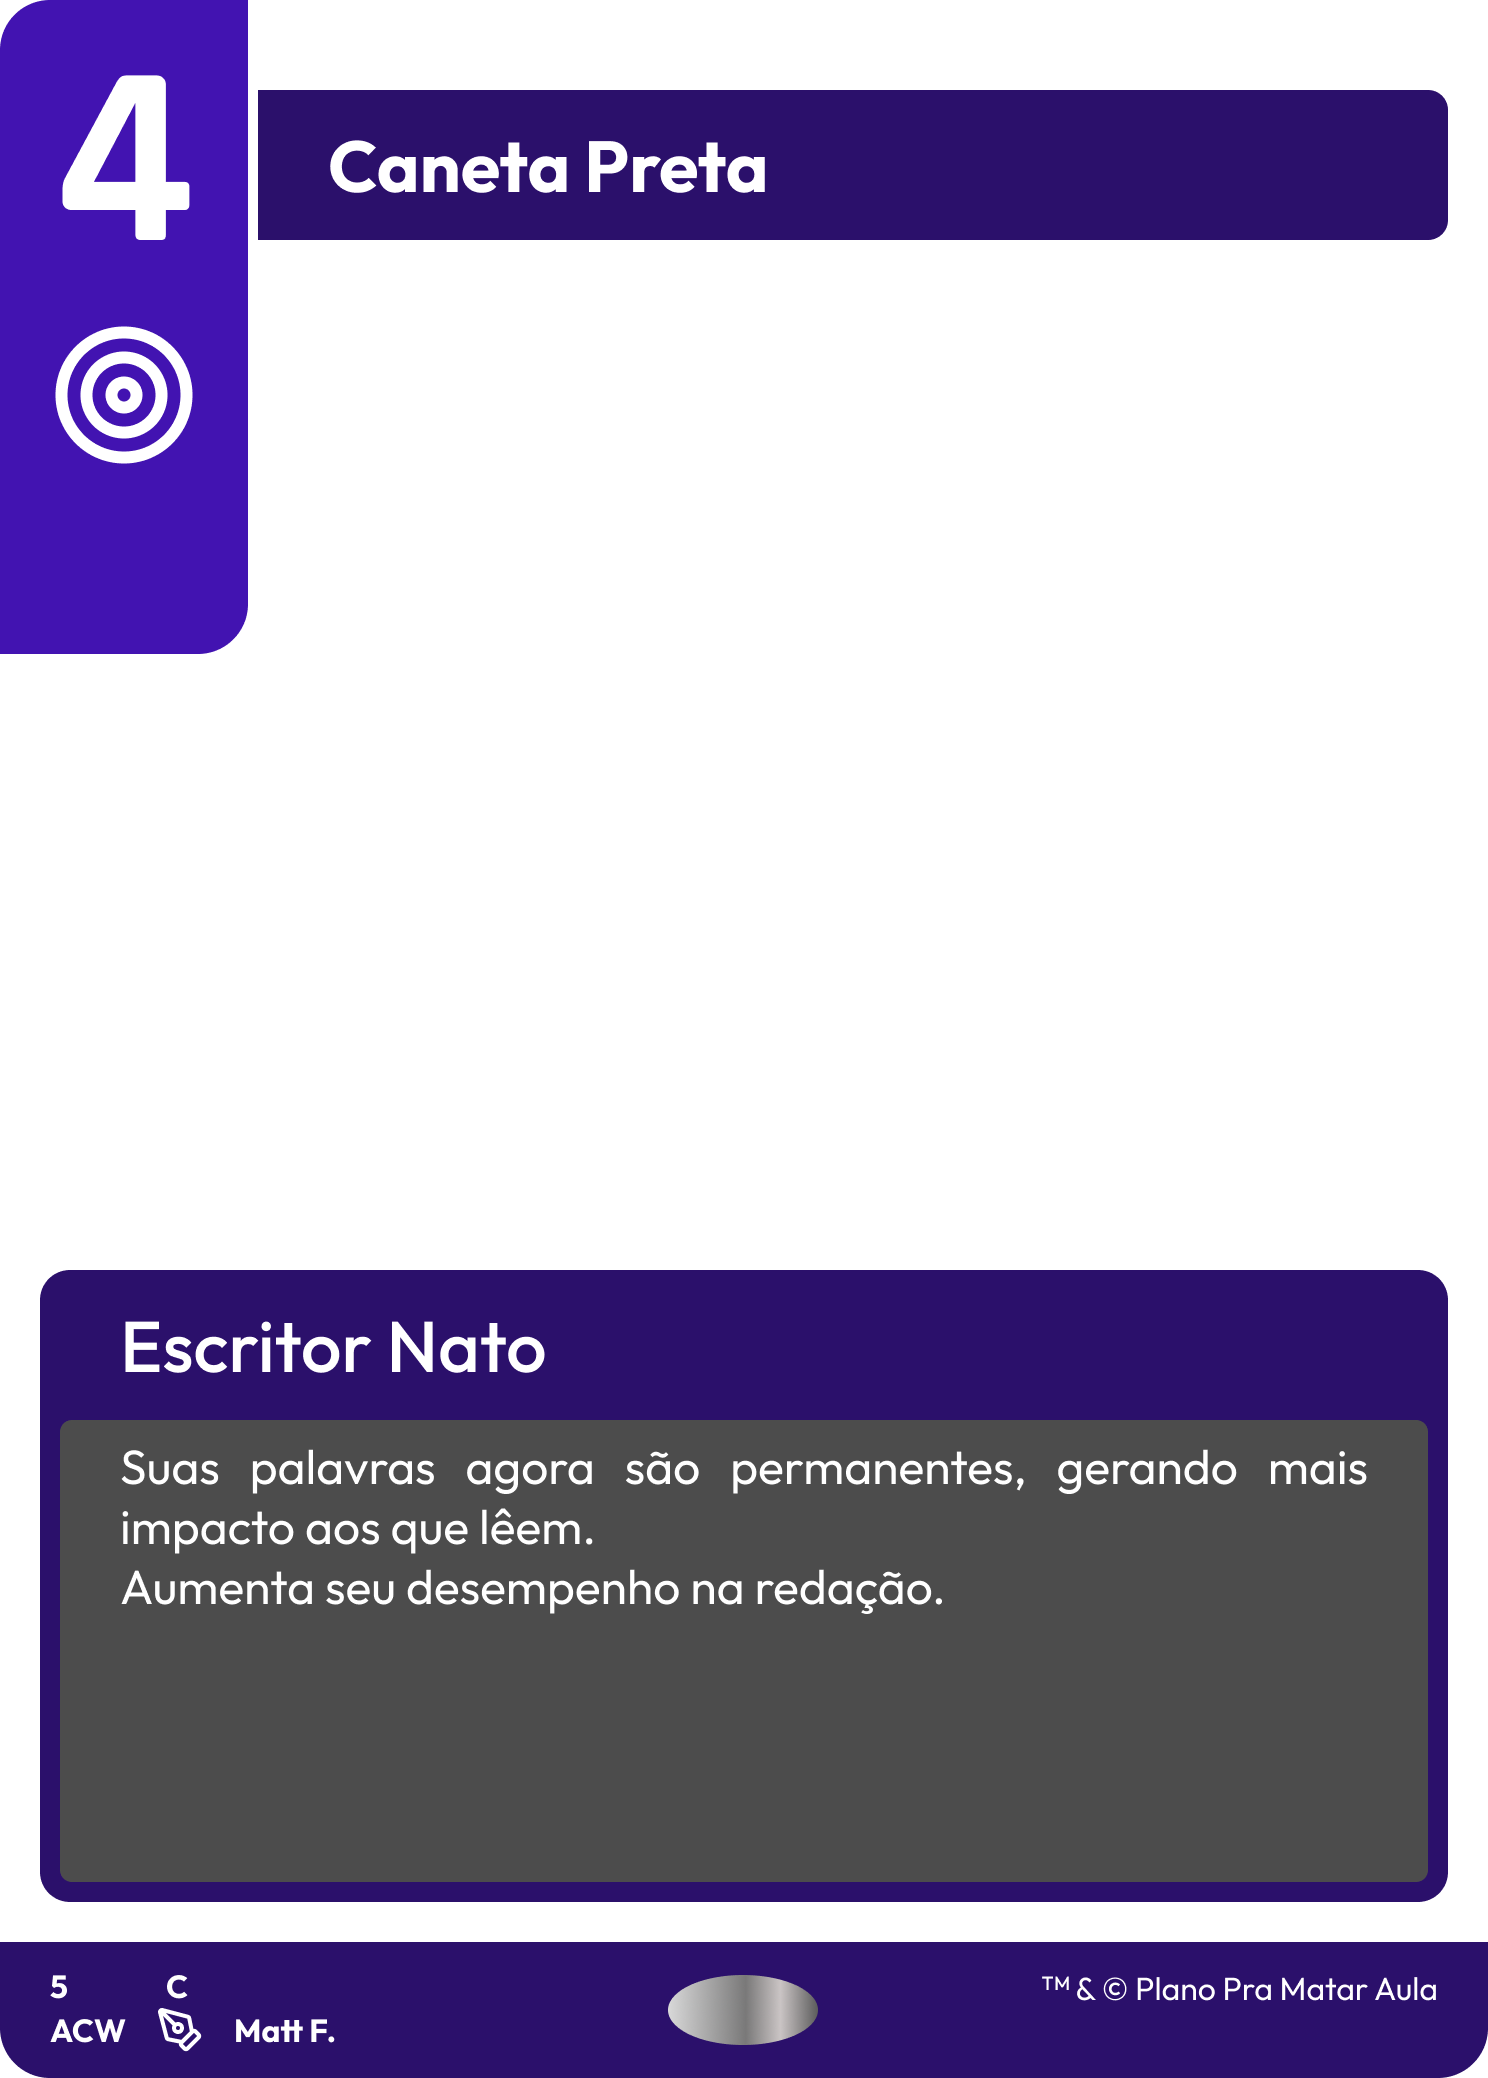 4
Caneta Preta
Escritor Nato
Suas palavras agora são permanentes, gerando mais
impacto aos que lêem.
Aumenta seu desempenho na redação.
5 C
ACW Matt F.
™ & © Plano Pra Matar Aula